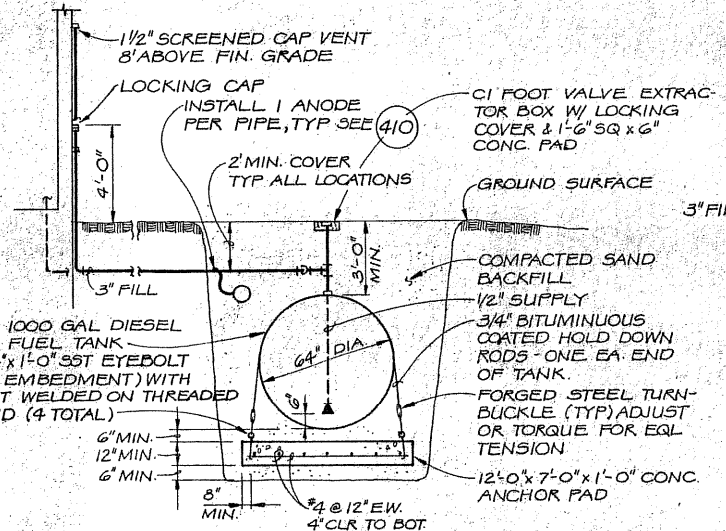 1 1/2" SCREENED CAP VENT
8' ABOVE FIN. GRADE
LOCKING CAP
INSTALL 1 ANODE
PER PIPE, TYP SEE 410
CI FOOT VALVE EXTRAC-
TOR BOX W/ LOCKING
COVER & 1'-6" SQ x 6"
CONC. PAD
4'-0"
2' MIN. COVER
TYP ALL LOCATIONS
GROUND SURFACE
3" FIL
3'-0"
MIN.
COMPACTED SAND
BACKFILL
3" FILL
1/2" SUPPLY
1000 GAL DIESEL
FUEL TANK
64" DIA
3/4" BITUMINOUS
COATED HOLD DOWN
RODS - ONE EA. END
OF TANK.
" x 1'-0" SST EYEBOLT
EMBEDMENT) WITH
T WELDED ON THREADED
D (4 TOTAL)
6"
FORGED STEEL TURN-
BUCKLE (TYP) ADJUST
OR TORQUE FOR EQL
TENSION
6" MIN.
12" MIN.
6" MIN.
12'-0" x 7'-0" x 1'-0" CONC.
ANCHOR PAD
8"
MIN.
#4 @ 12" EW.
4" CLR TO BOT.